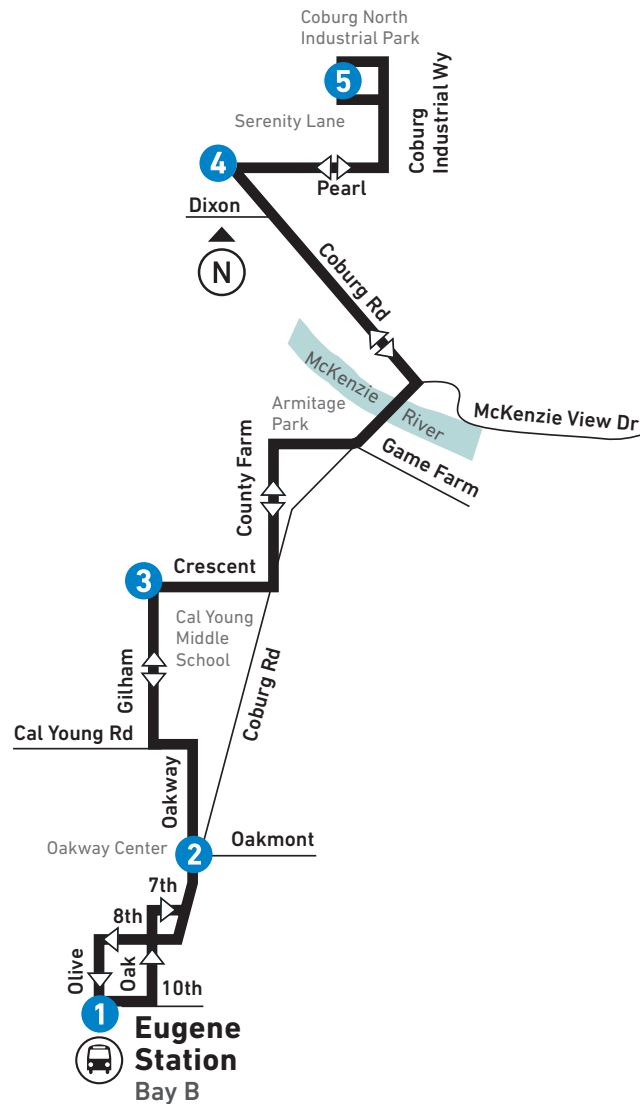 Coburg North
Industrial Park
5
Coburg
Industrial Wy
Serenity Lane
4
Pearl
Dixon
N
Coburg Rd
McKenzie
River
McKenzie View Dr
Armitage
Park
Game Farm
County Farm
Crescent
3
Cal Young
Middle
School
Gilham
Coburg Rd
Cal Young Rd
Oakway
Oakway Center
2
Oakmont
7th
8th
Olive
Oak
10th
1
Eugene
Station
Bay B